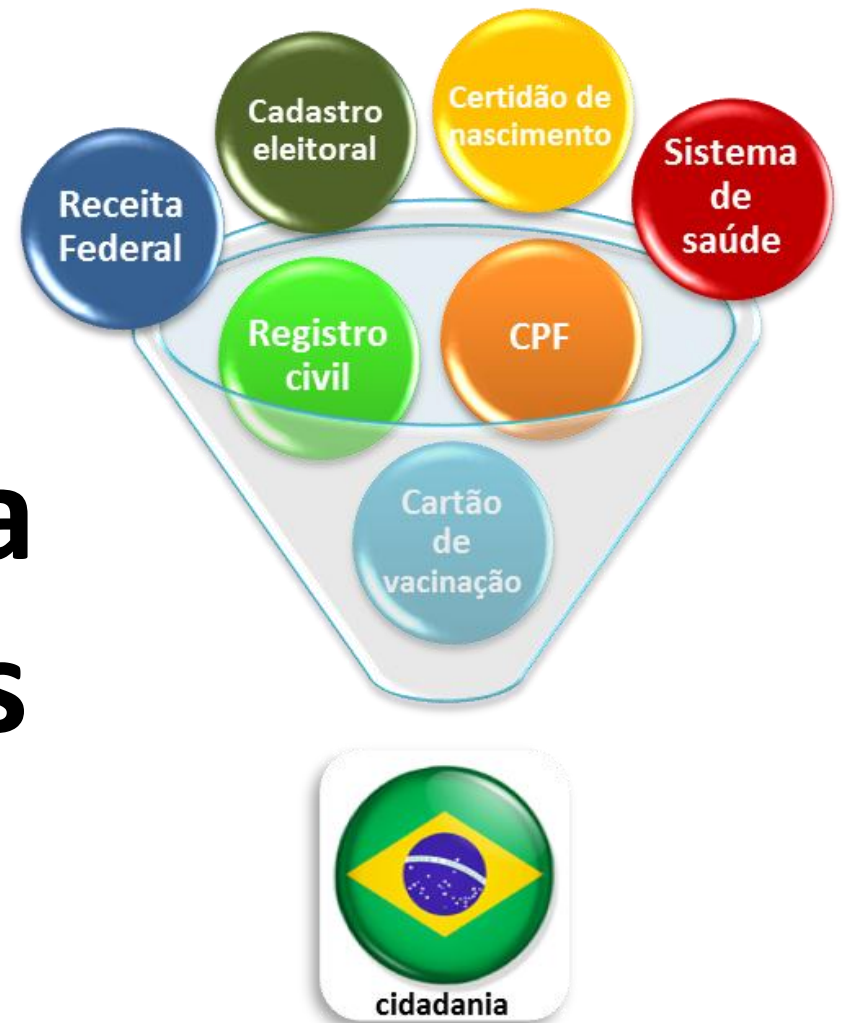 Cadastro
eleitoral
Certidão de
nascimento
Receita
Federal
Sistema
de
saúde
Registro
civil
CPF
Cartão
de
vacinação
a
s
cidadania